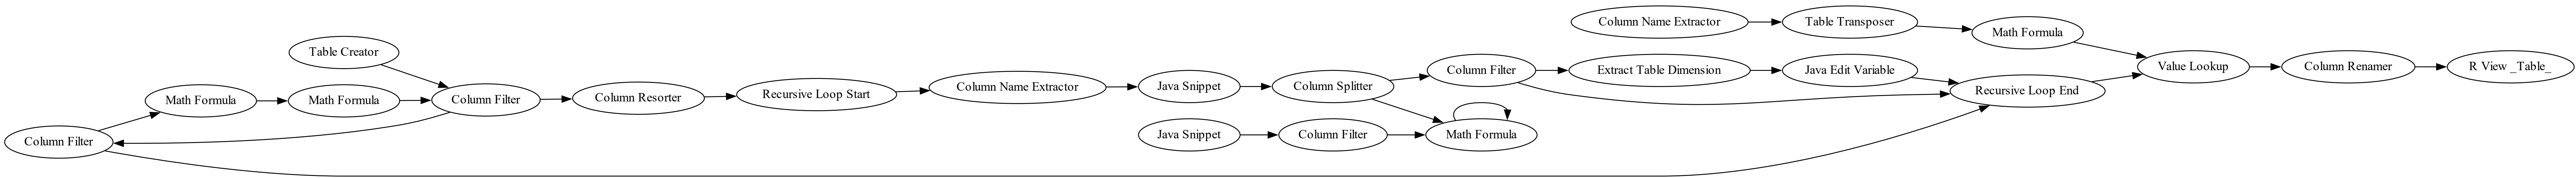 Column Name Extractor
Table Transposer
Math Formula
Table Creator
Column Filter
Extract Table Dimension
Java Edit Variable
Value Lookup
Column Renamer
R View _Table_
Math Formula
Math Formula
Column Filter
Column Resorter
Recursive Loop Start
Column Name Extractor
Java Snippet
Column Splitter
Recursive Loop End
Column Filter
Java Snippet
Column Filter
Math Formula